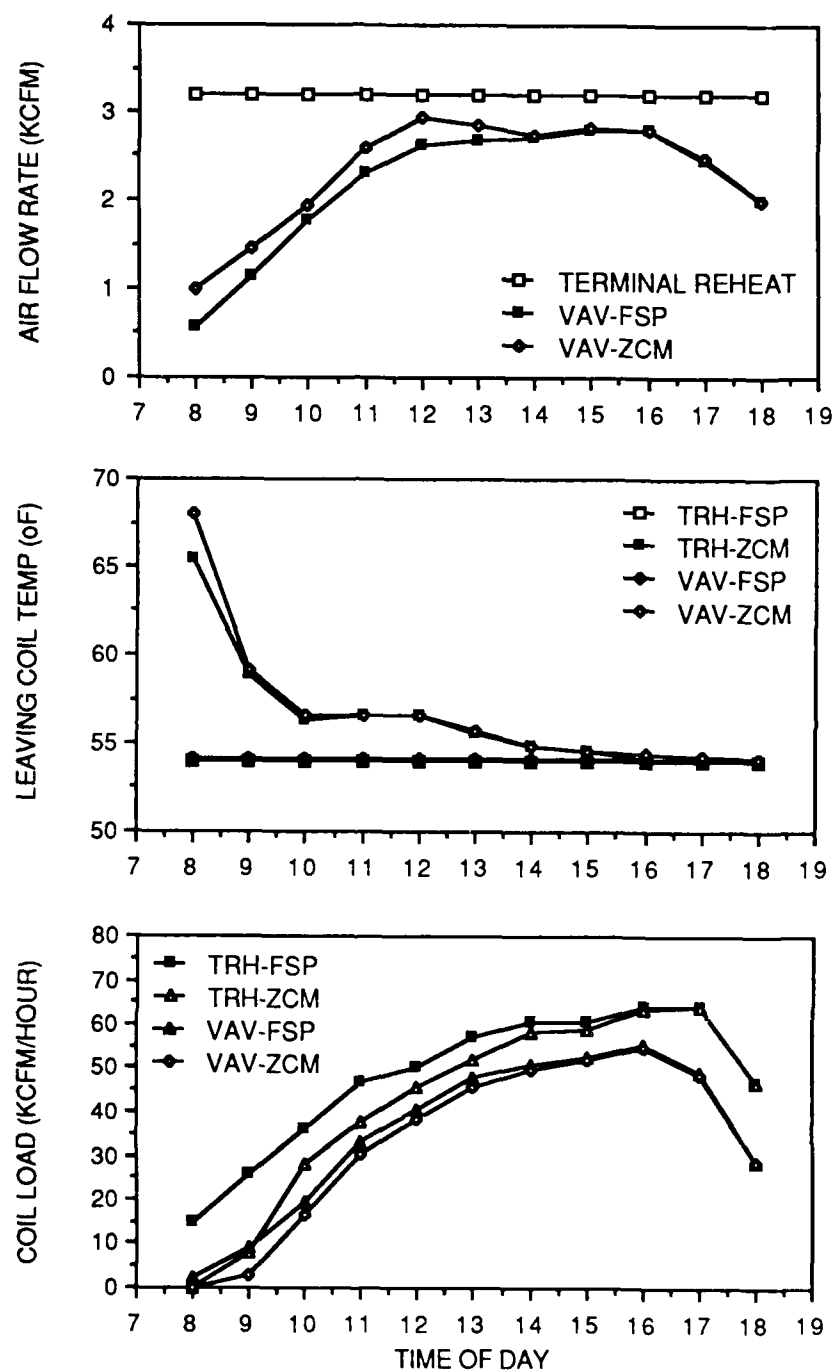 AIR FLOW RATE (KCFM)
4
3
2
1
0
TERMINAL REHEAT
VAV-FSP
VAV-ZCM
7 8 9 10 11 12 13 14 15 16 17 18 19
LEAVING COIL TEMP (oF)
70
65
60
55
50
TRH-FSP
TRH-ZCM
VAV-FSP
VAV-ZCM
7 8 9 10 11 12 13 14 15 16 17 18 19
COIL LOAD (KCFM/HOUR)
80
70
60
50
40
30
20
10
0
TRH-FSP
TRH-ZCM
VAV-FSP
VAV-ZCM
7 8 9 10 11 12 13 14 15 16 17 18 19
TIME OF DAY